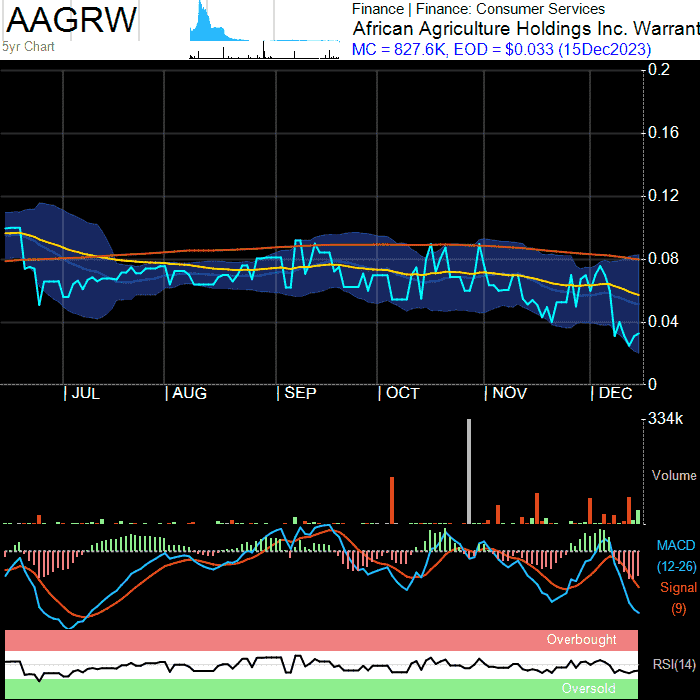 AAGRW
5yr Chart
Finance | Finance: Consumer Services
African Agriculture Holdings Inc. Warrant
MC = 827.6K, EOD = $0.033 (15Dec2023)
0.2
0.16
0.12
0.08
0.04
0
JUL
AUG
SEP
OCT
NOV
DEC
334k
Volume
MACD
(12-26)
Signal
(9)
Overbought
RSI(14)
Oversold